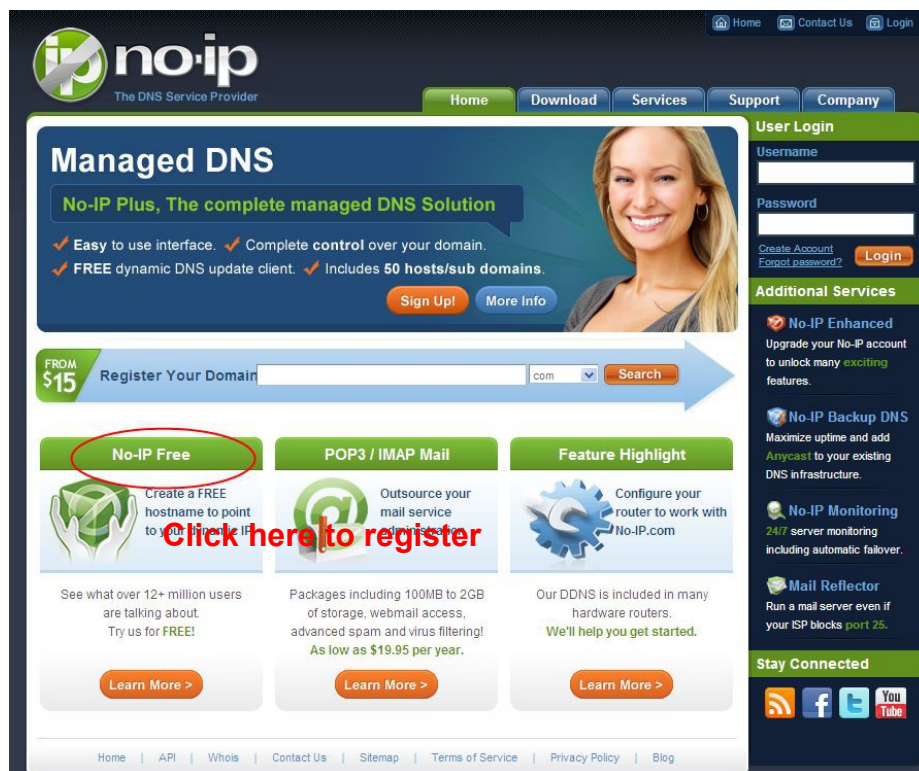 Home Contact Us Login
no·ip
The DNS Service Provider
Home Download Services Support Company
Managed DNS
No-IP Plus, The complete managed DNS Solution
Easy to use interface. Complete control over your domain.
FREE dynamic DNS update client. Includes 50 hosts/sub domains.
Sign Up! More Info
FROM
$15
Register Your Domain com Search
User Login
Username
Password
Create Account
Forgot password?
Login
Additional Services
No-IP Enhanced
Upgrade your No-IP account
to unlock many exciting
features.
No-IP Backup DNS
Maximize uptime and add
Anycast to your existing
DNS infrastructure.
No-IP Monitoring
24/7 server monitoring
including automatic failover.
Mail Reflector
Run a mail server even if
your ISP blocks port 25.
Stay Connected
You
Tube
No-IP Free
Create a FREE
hostname to point
to your dynamic IP
Click here to register
See what over 12+ million users
are talking about.
Try us for FREE!
Learn More >
POP3 / IMAP Mail
Outsource your
mail service
administration
Packages including 100MB to 2GB
of storage, webmail access,
advanced spam and virus filtering!
As low as $19.95 per year.
Learn More >
Feature Highlight
Configure your
router to work with
No-IP.com
Our DDNS is included in many
hardware routers.
We'll help you get started.
Learn More >
Home | API | Whois | Contact Us | Sitemap | Terms of Service | Privacy Policy | Blog